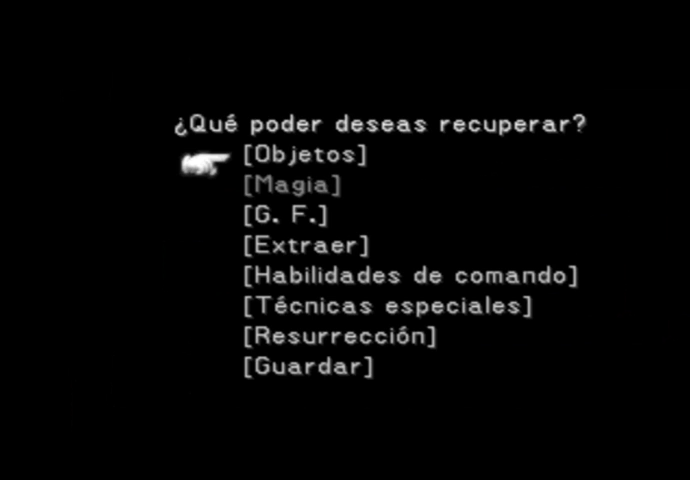 ¿Qué poder deseas recuperar?
[Objetos]
[Magia]
[G. F.]
[Extraer]
[Habilidades de comando]
[Técnicas especiales]
[Resurrección]
[Guardar]